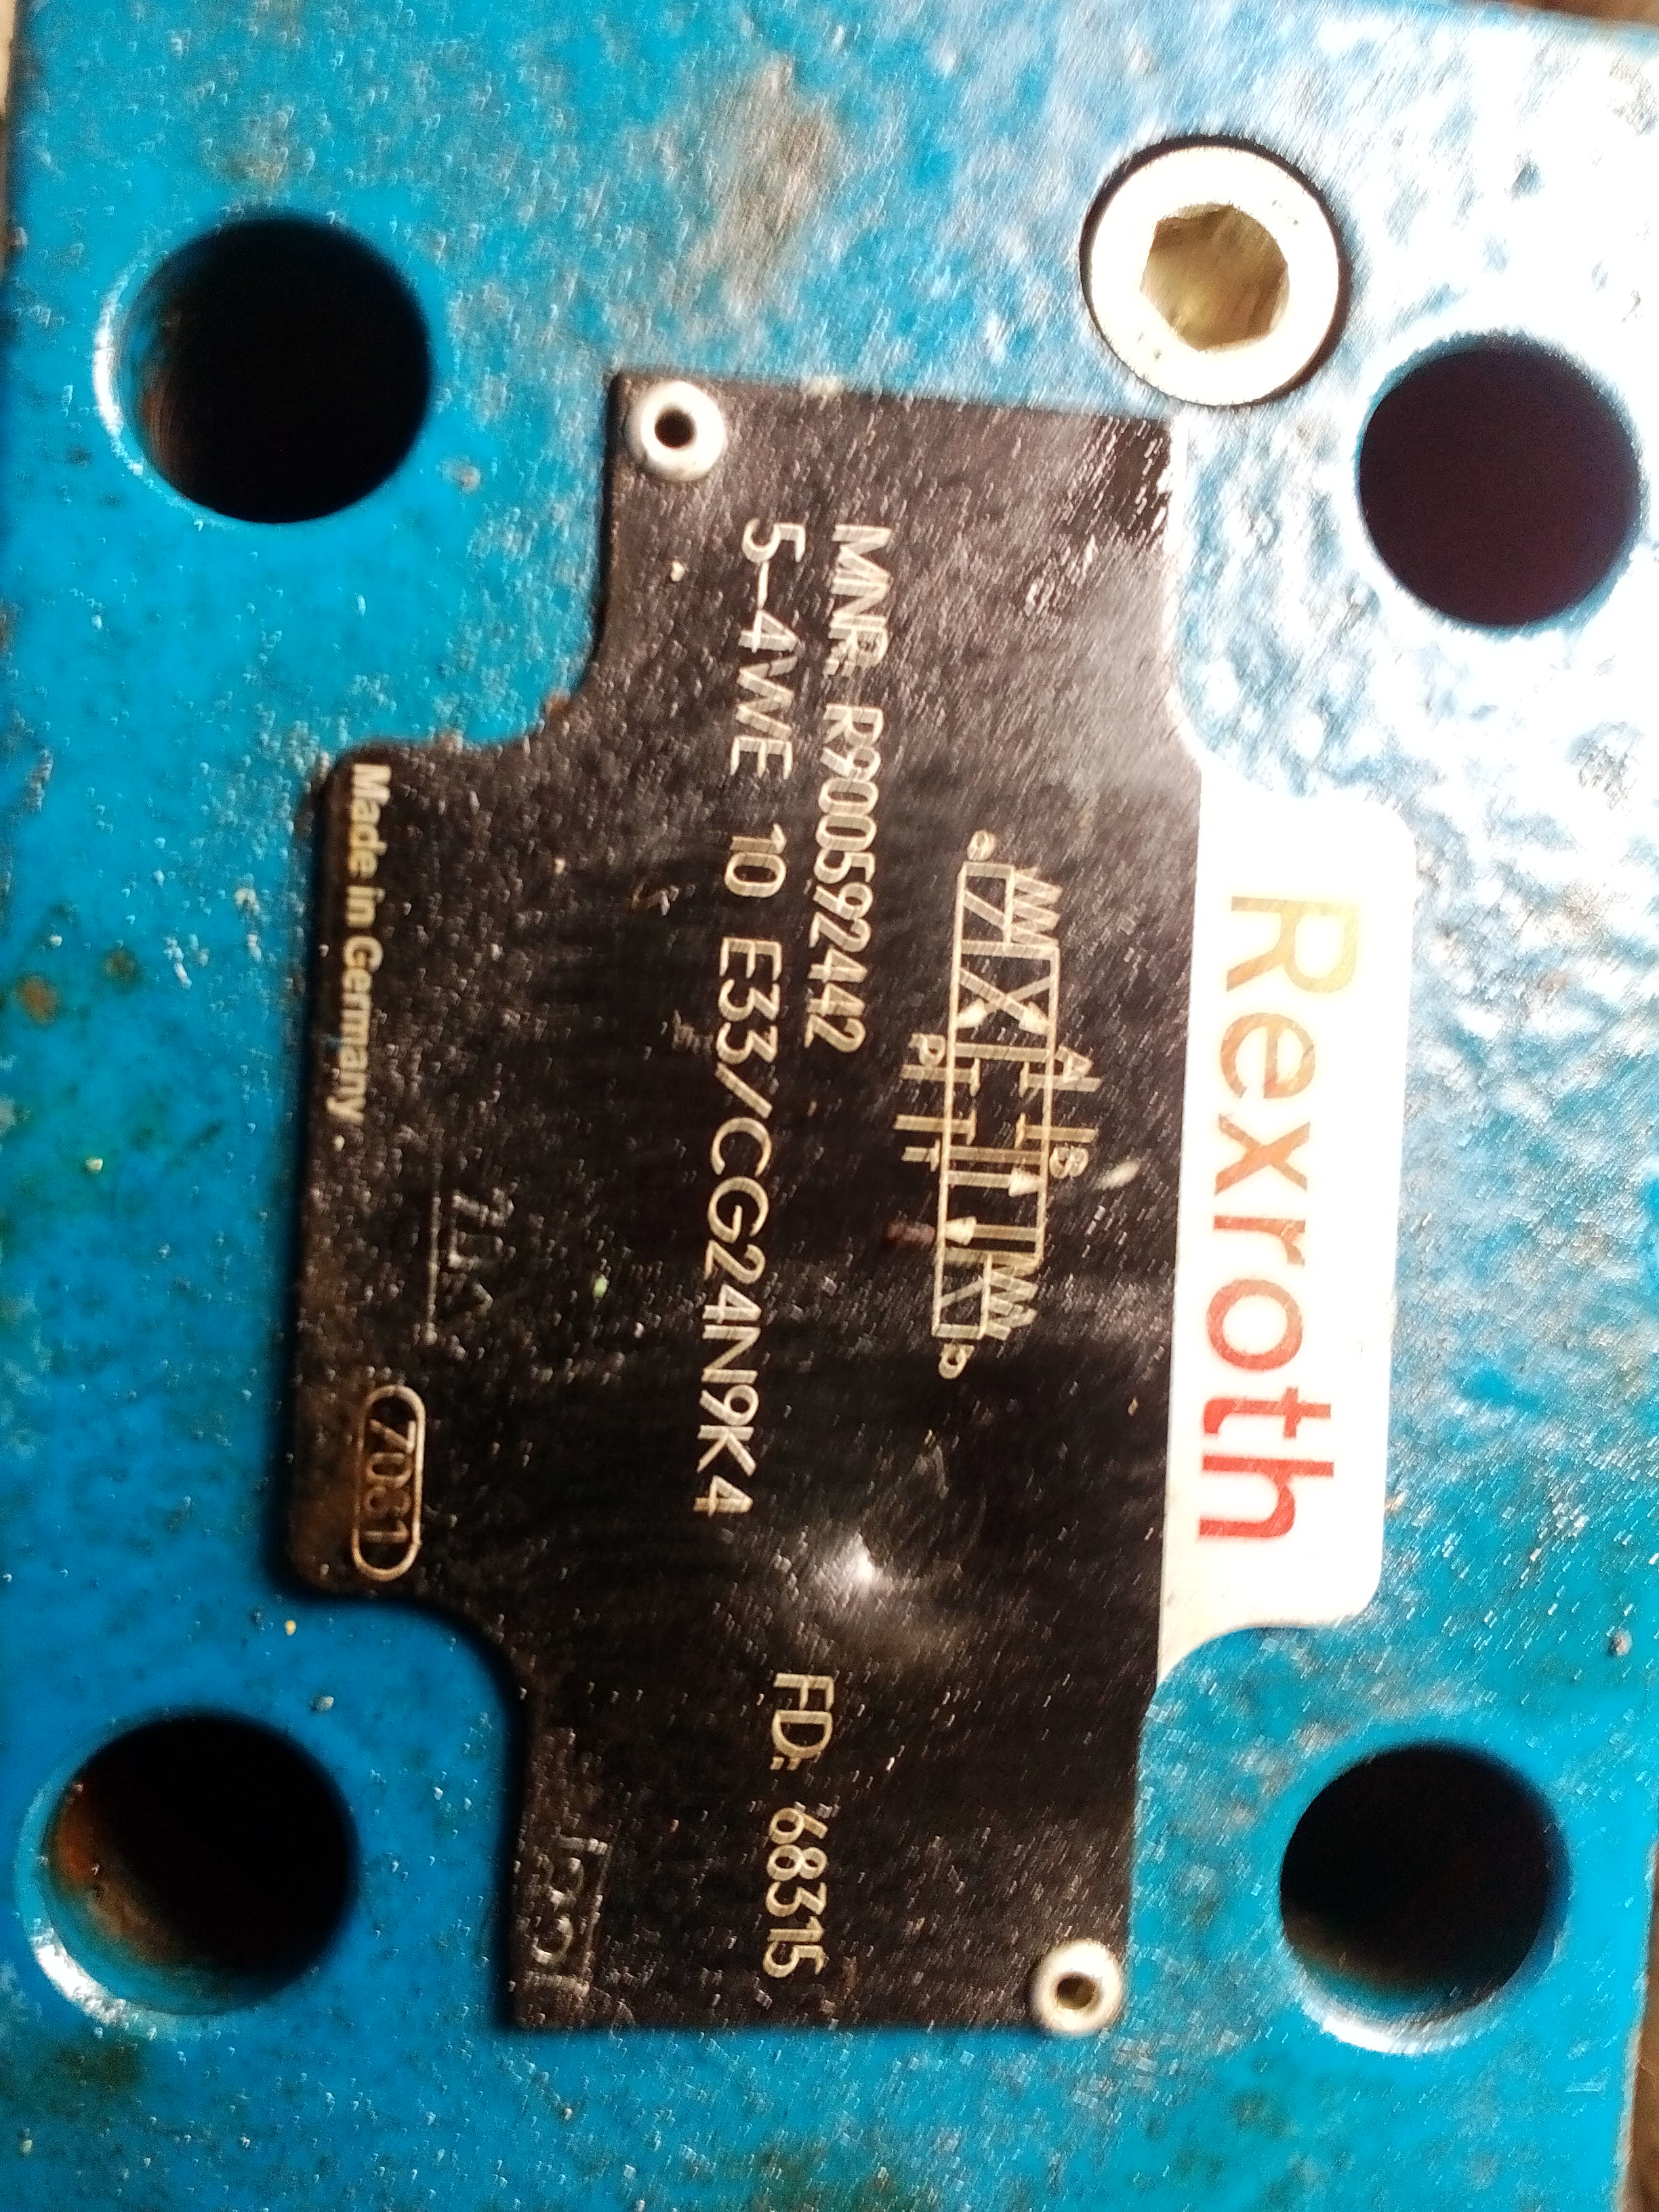 Rexroth
A B
P T
MNR: R900592442
FD: 68315
5-4WE 10 E33/CG24N9K4
Made in Germany